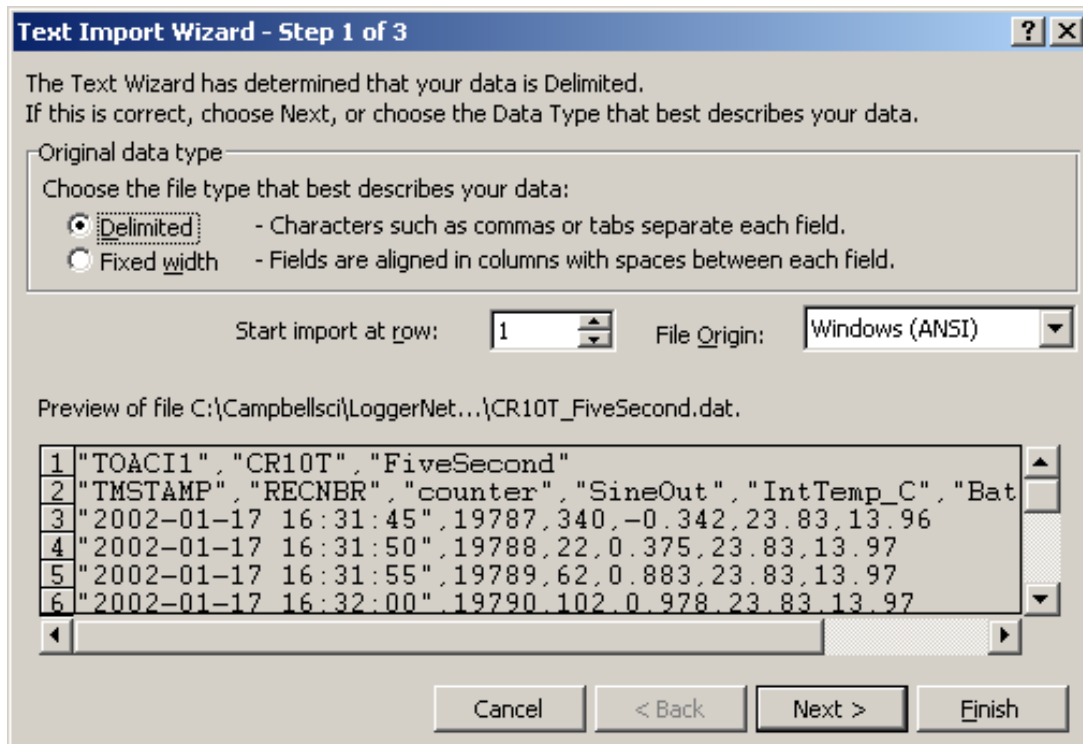 Text Import Wizard - Step 1 of 3
The Text Wizard has determined that your data is Delimited.
If this is correct, choose Next, or choose the Data Type that best describes your data.
Original data type
Choose the file type that best describes your data:
Delimited - Characters such as commas or tabs separate each field.
Fixed width - Fields are aligned in columns with spaces between each field.
Start import at row: 1 File Origin: Windows (ANSI)
Preview of file C:\Campbellsci\LoggerNet...\CR10T_FiveSecond.dat.
1 "TOACI1","CR10T","FiveSecond"
2 "TMSTAMP","RECNBR","counter","SineOut","IntTemp_C","Bat
3 "2002-01-17 16:31:45",19787,340,-0.342,23.83,13.96
4 "2002-01-17 16:31:50",19788,22,0.375,23.83,13.97
5 "2002-01-17 16:31:55",19789,62,0.883,23.83,13.97
6 "2002-01-17 16:32:00",19790,102,0.978,23.83,13.97
Cancel < Back Next > Finish